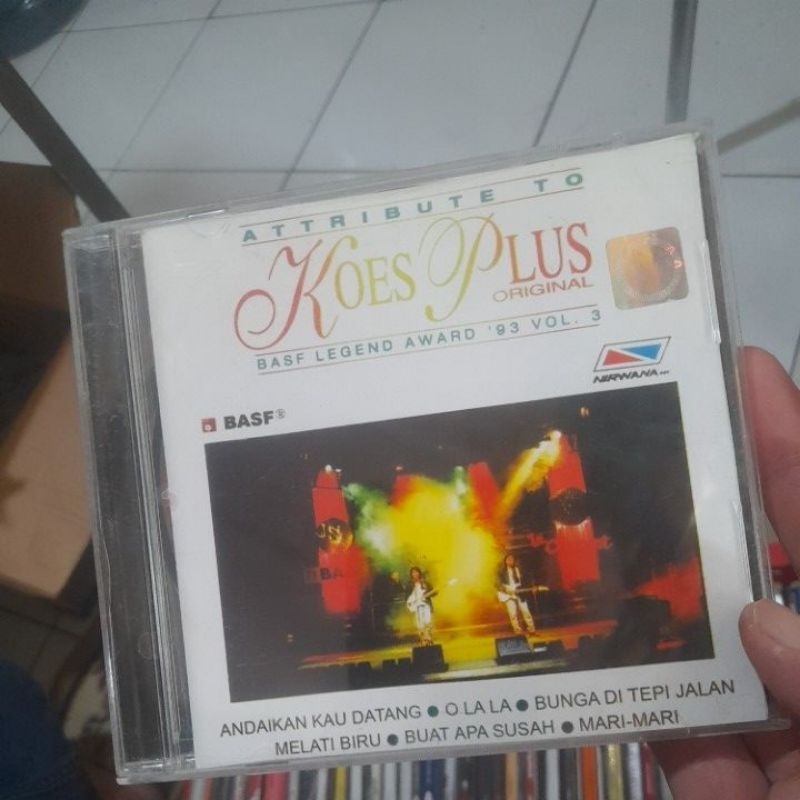 ATTRIBUTE TO
KOES PLUS
ORIGINAL
BASF LEGEND AWARD '93 VOL. 3
NIRWANA
BASF®
BA
ANDAIKAN KAU DATANG ● O LA LA ● BUNGA DI TEPI JALAN
MELATI BIRU ● BUAT APA SUSAH ● MARI-MARI